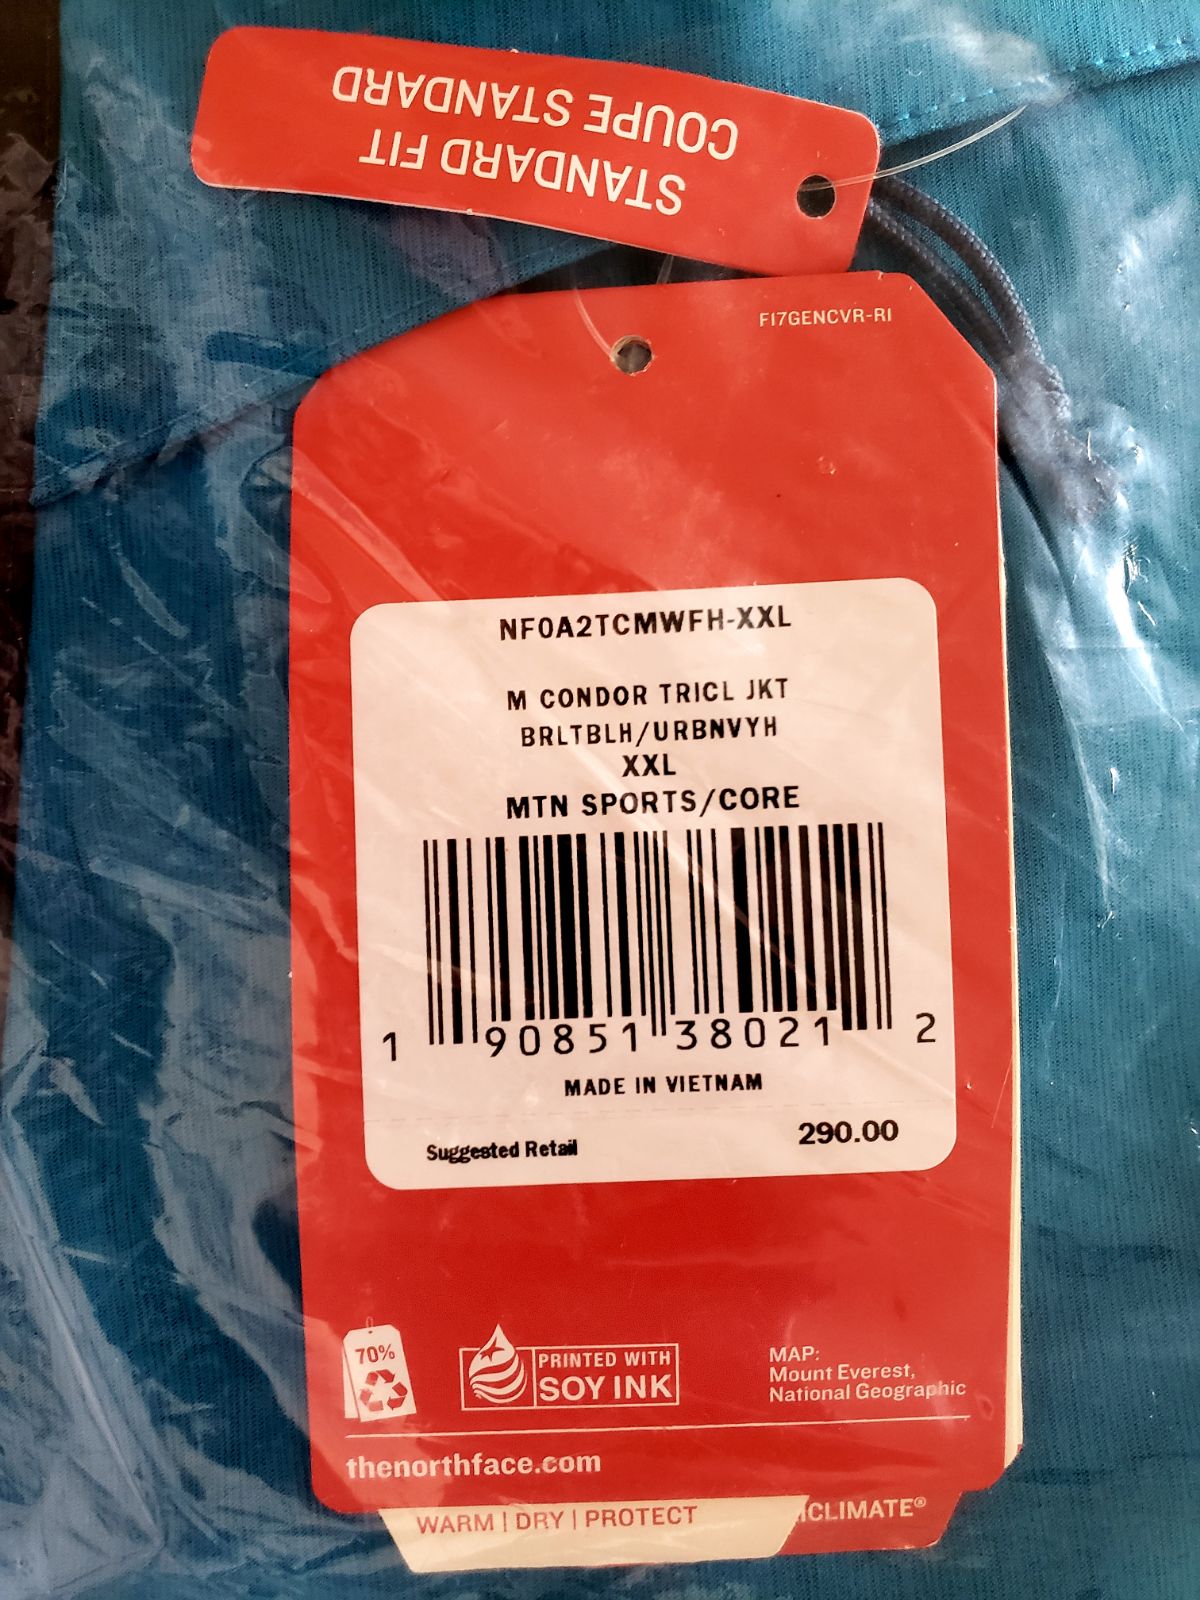 STANDARD FIT
COUPE STANDARD
F17GENCVR-R1
NF0A2TCMWFH-XXL
M CONDOR TRICL JKT
BRLTBLH/URBNVYH
XXL
MTN SPORTS/CORE
1 90851 38021 2
MADE IN VIETNAM
Suggested Retail 290.00
70%
PRINTED WITH
SOY INK
MAP:
Mount Everest,
National Geographic
thenorthface.com
WARM | DRY | PROTECT
ICLIMATE®